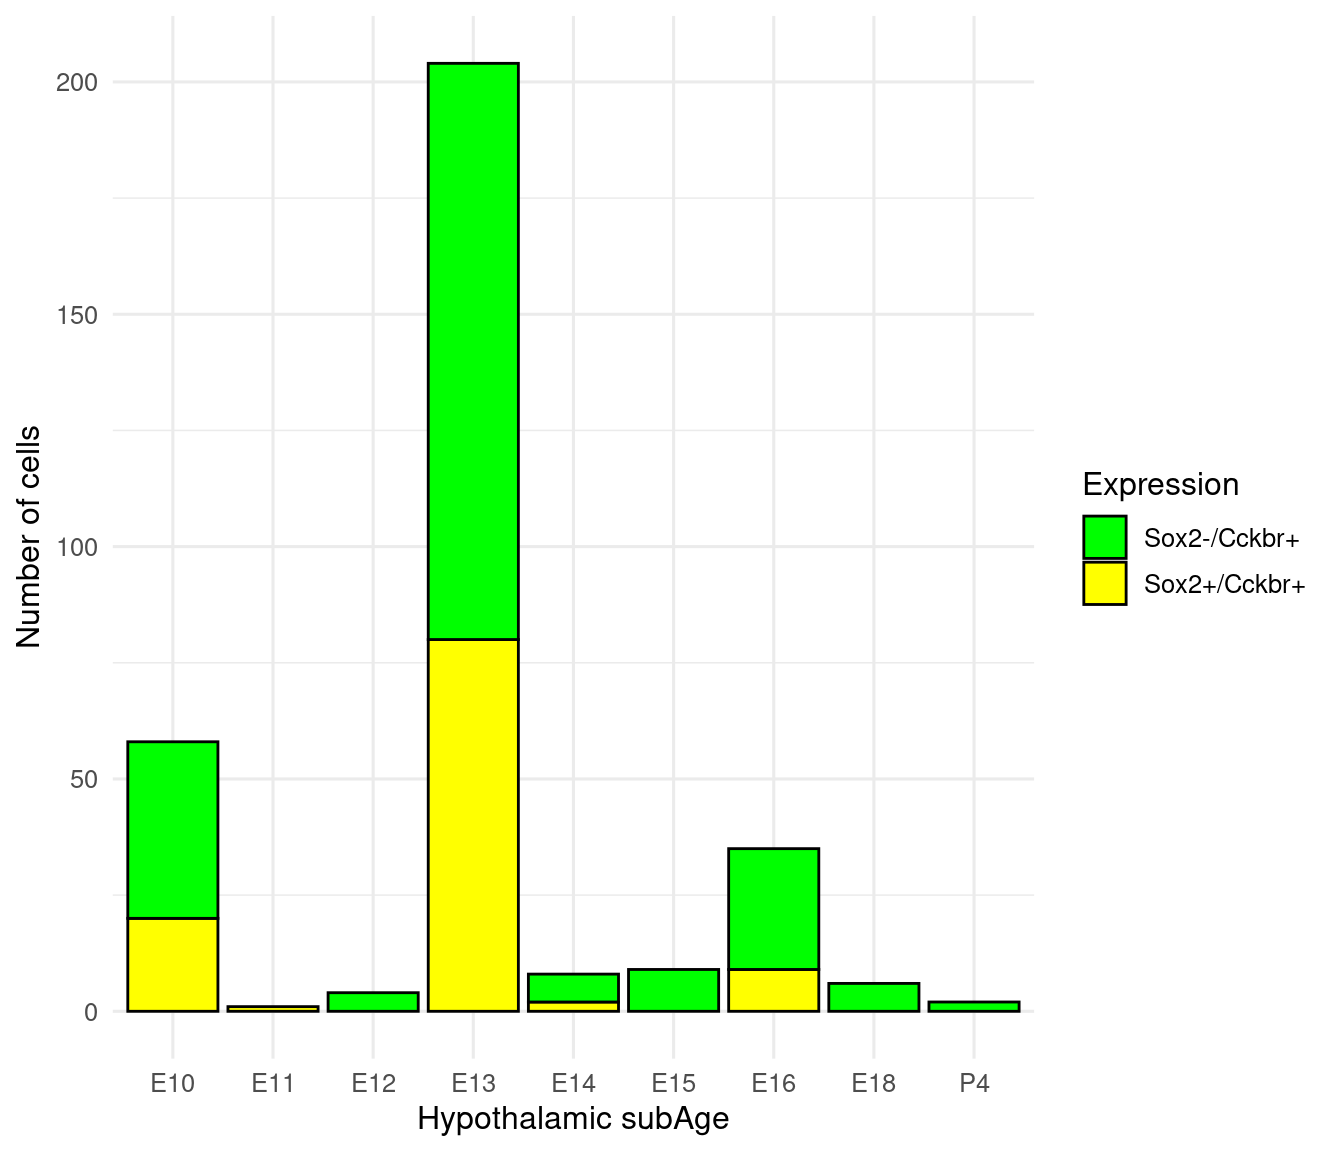 200
150
100
50
0
Number of cells
E10 E11 E12 E13 E14 E15 E16 E18 P4
Hypothalamic subAge
Expression
Sox2-/Cckbr+
Sox2+/Cckbr+